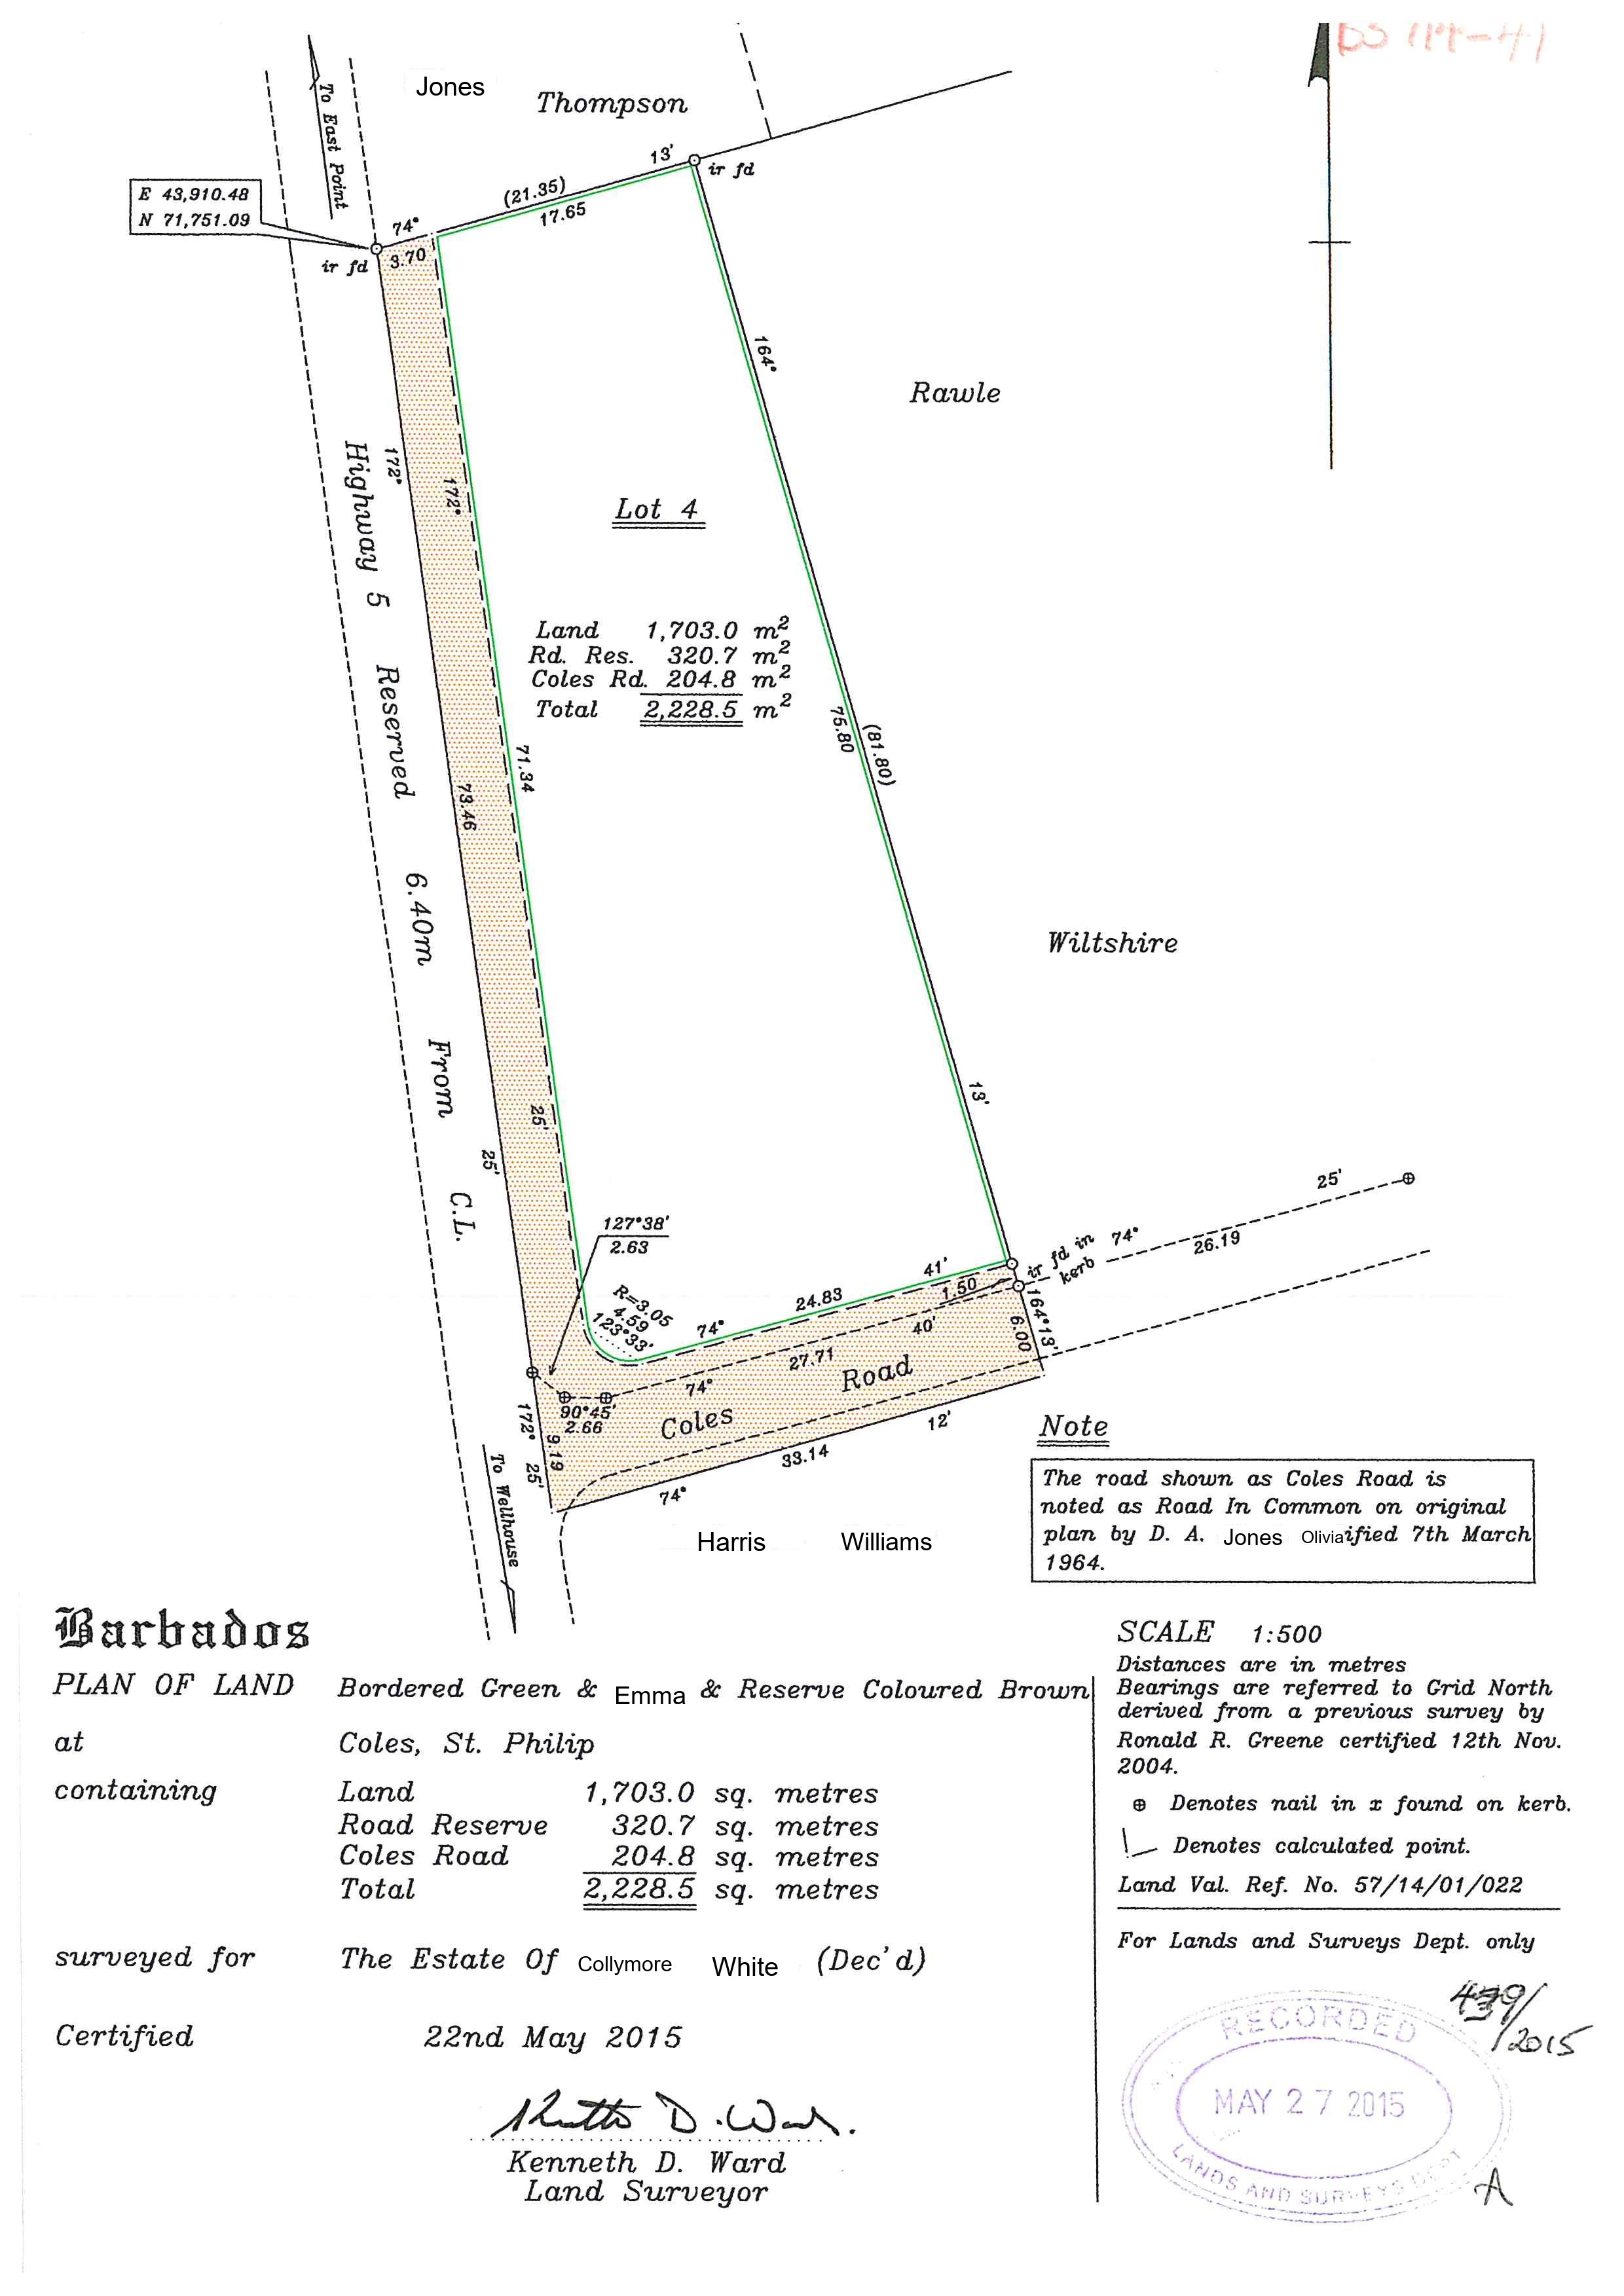 Jones
Thompson
To East Point
E 43,910.48
N 71,751.09
ir fd
74°
3.70
(21.35)
17.65
13'
ir fd
164°
Rawle
172°
172°
Highway 5 Reserved 6.40m From C.L.
Lot 4
Land 1,703.0 m²
Rd. Res. 320.7 m²
Coles Rd. 204.8 m²
Total 2,228.5 m²
71.34
73.46
75.80
(81.80)
Wiltshire
13'
25'
25'
127°38'
2.63
R=3.05
4.59
123°33'
74°
24.83
41'
1.50
ir fd in
kerb
74°
26.19
25'
164°13'
6.00
40'
27.71
74°
Coles Road
90°45'
2.66
172°
9.19
25'
74°
33.14
12'
To Wellhouse
Harris Williams
Note
The road shown as Coles Road is
noted as Road In Common on original
plan by D. A. Jones Oliviaified 7th March
1964.
Barbados
PLAN OF LAND Bordered Green & Emma & Reserve Coloured Brown
at Coles, St. Philip
containing Land 1,703.0 sq. metres
Road Reserve 320.7 sq. metres
Coles Road 204.8 sq. metres
Total 2,228.5 sq. metres
surveyed for The Estate Of Collymore White (Dec'd)
Certified 22nd May 2015
Kenneth D. Ward
Kenneth D. Ward
Land Surveyor
SCALE 1:500
Distances are in metres
Bearings are referred to Grid North
derived from a previous survey by
Ronald R. Greene certified 12th Nov.
2004.
⊕ Denotes nail in x found on kerb.
Denotes calculated point.
Land Val. Ref. No. 57/14/01/022
For Lands and Surveys Dept. only
/2015
RECORDED
MAY 27 2015
LANDS AND SURVEYS DEPT
A